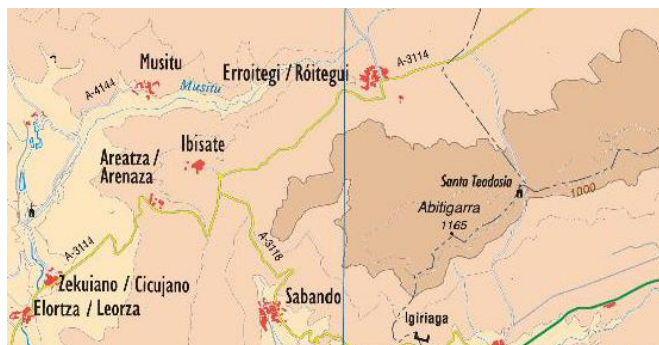 Musitu
A-4144
Musitu
Erroitegi / Róitegui
A-3114
Ibisate
Areatza /
Arenaza
Santa Teodosia
1000
Abitigarra
1165
A-3114
A-3118
Zekuiano / Cicujano
Elortza / Leorza
Sabando
Igiriaga